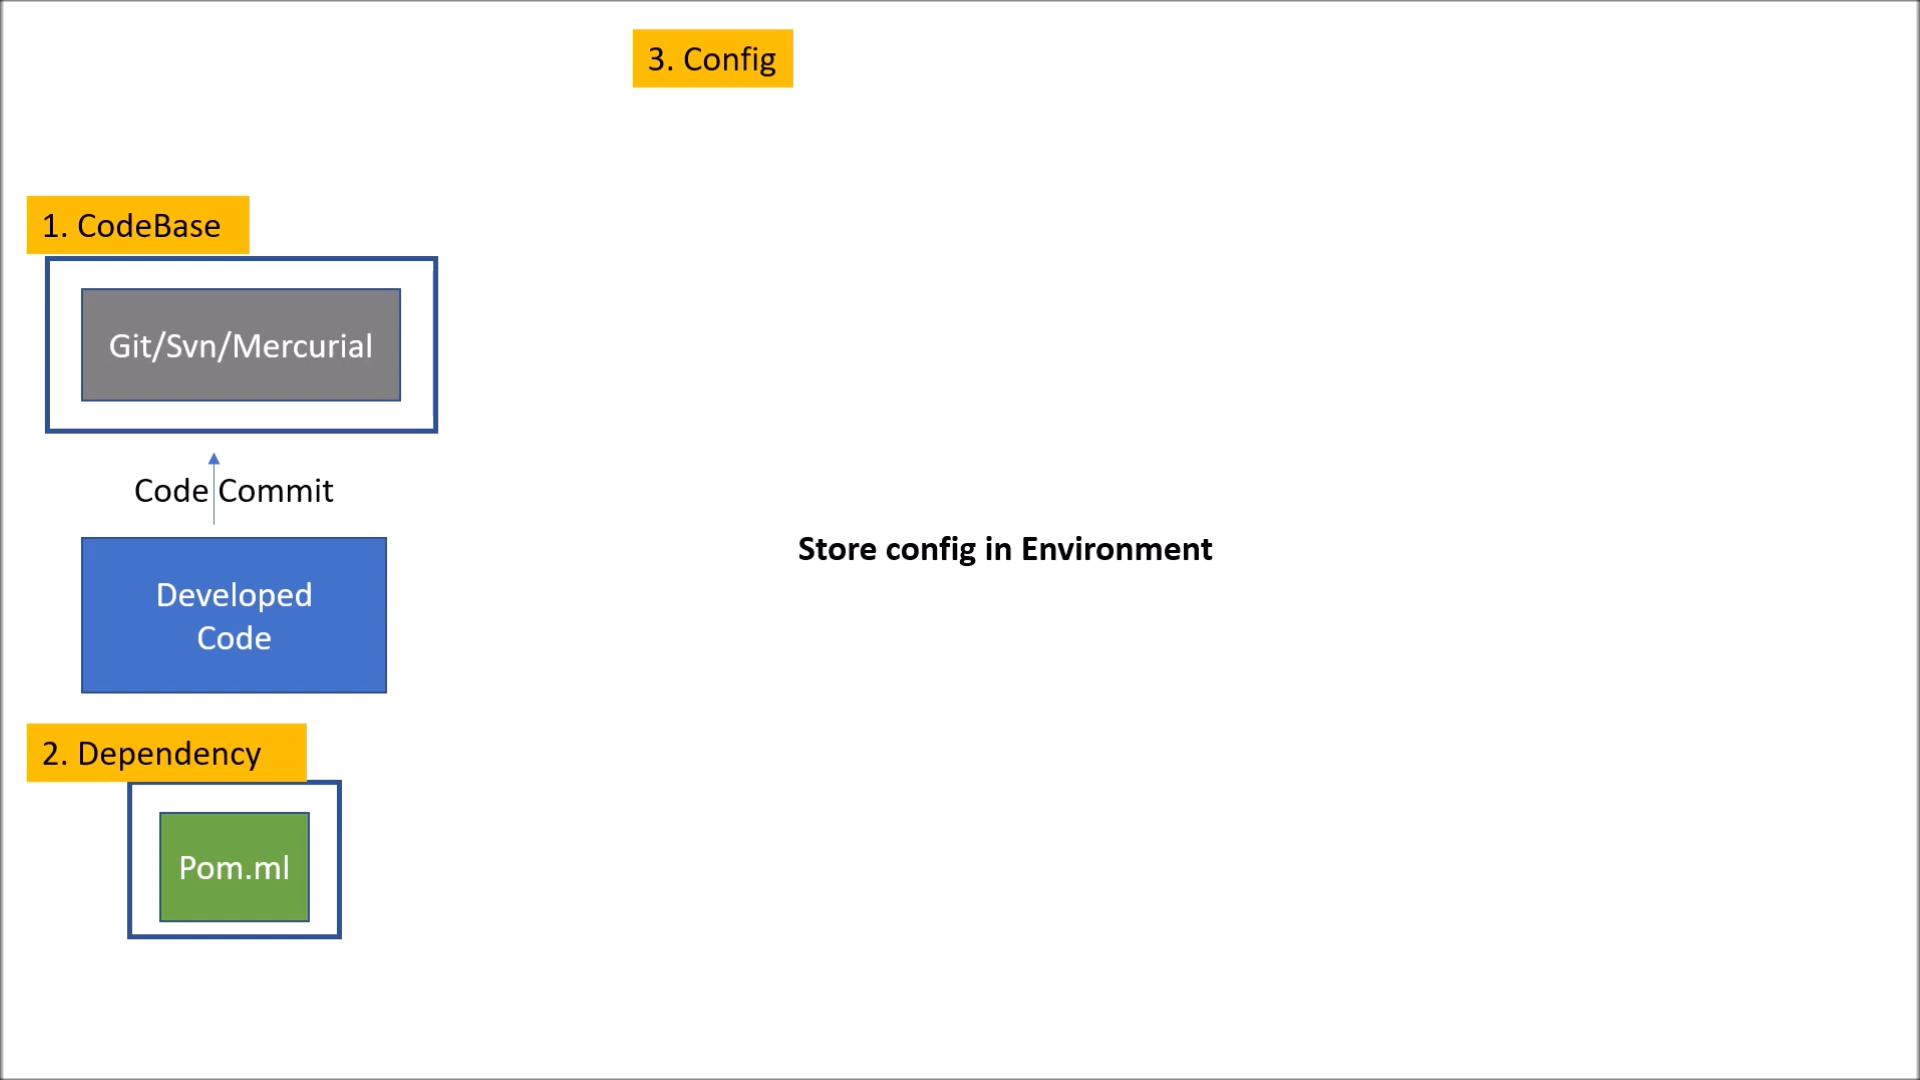 3. Config
1. CodeBase
Git/Svn/Mercurial
Code Commit
Developed
Code
Store config in Environment
2. Dependency
Pom.ml